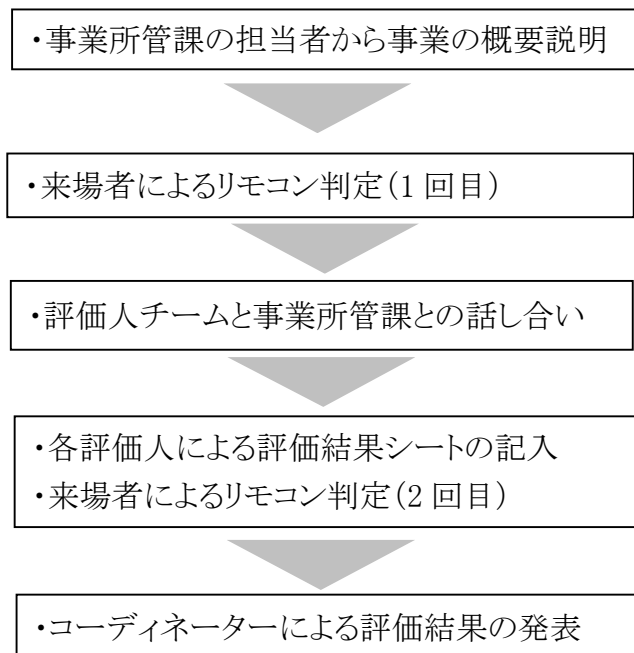 ・事業所管課の担当者から事業の概要説明
・来場者によるリモコン判定(1回目)
・評価人チームと事業所管課との話し合い
・各評価人による評価結果シートの記入
・来場者によるリモコン判定(2回目)
・コーディネーターによる評価結果の発表